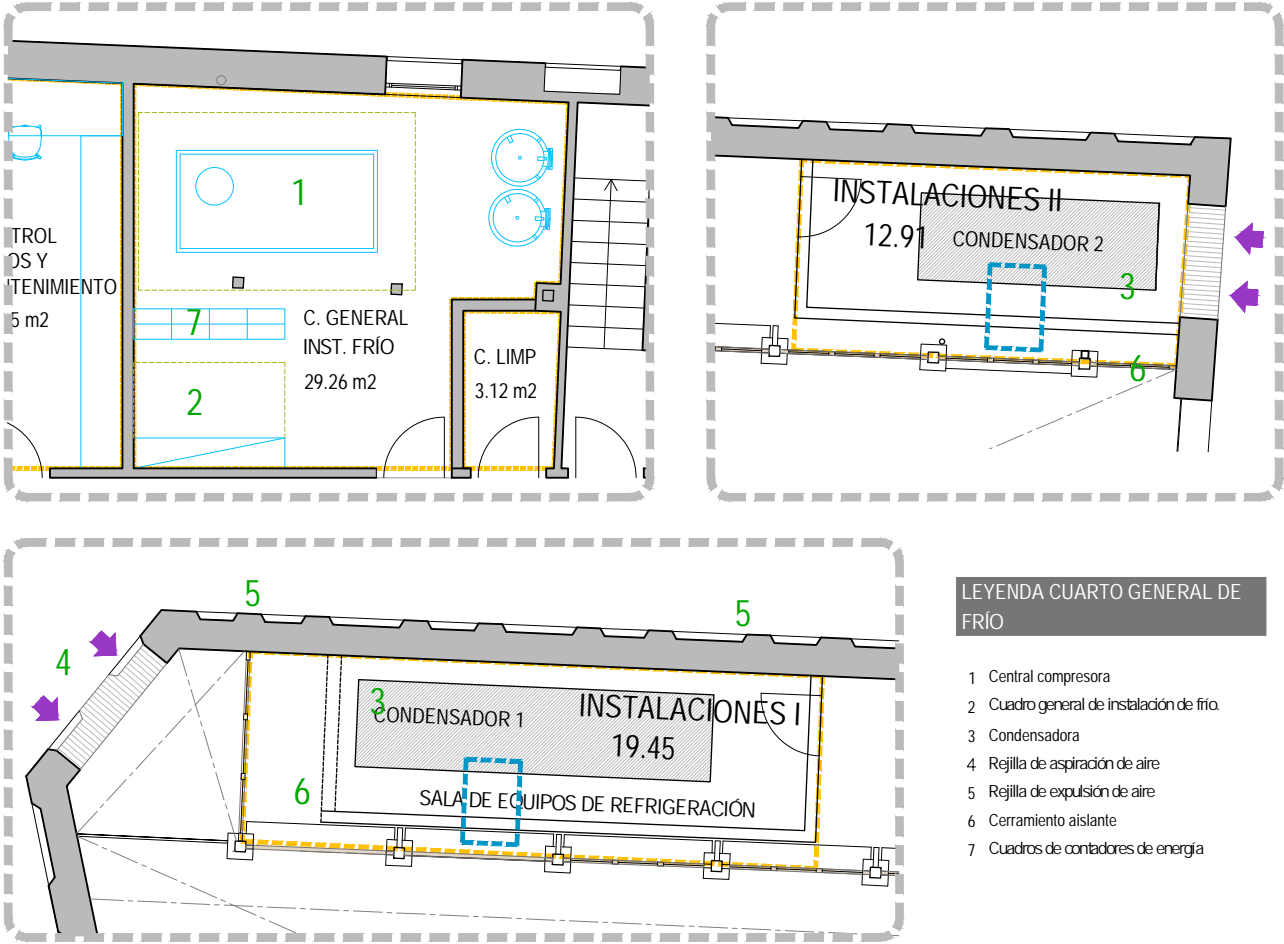 1
TROL
OS Y
TENIMIENTO
5 m2
7
C. GENERAL
INST. FRÍO
29.26 m2
2
C. LIMP
3.12 m2
INSTALACIONES II
12.91
CONDENSADOR 2
3
6
5
5
4
3
CONDENSADOR 1
INSTALACIONES I
19.45
6
SALA DE EQUIPOS DE REFRIGERACIÓN
LEYENDA CUARTO GENERAL DE
FRÍO
1 Central compresora
2 Cuadro general de instalación de frío.
3 Condensadora
4 Rejilla de aspiración de aire
5 Rejilla de expulsión de aire
6 Cerramiento aislante
7 Cuadros de contadores de energía